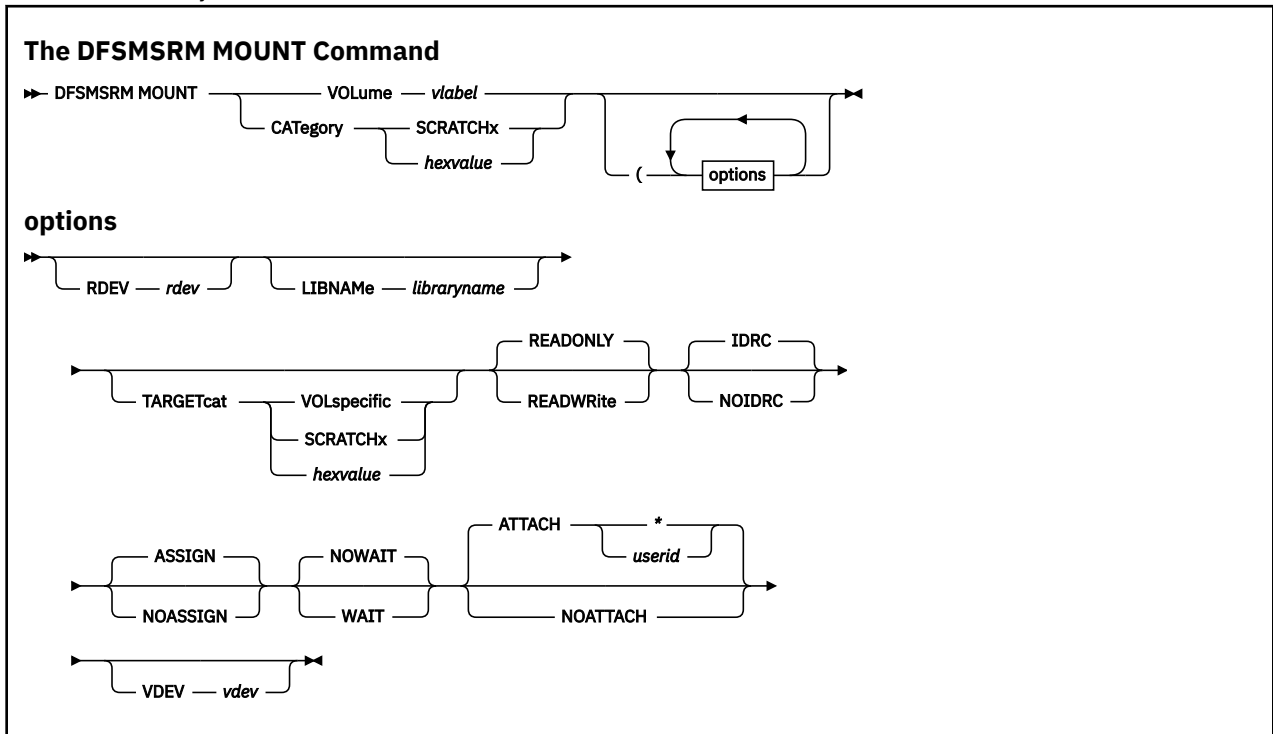 The DFSMSRM MOUNT Command
DFSMSRM MOUNT VOLume vlabel
CATegory SCRATCHx
hexvalue
( options
options
RDEV rdev LIBNAMe libraryname
READONLY IDRC
TARGETcat VOLspecific READWRite NOIDRC
SCRATCHx
hexvalue
ATTACH *
ASSIGN NOWAIT userid
NOASSIGN WAIT NOATTACH
VDEV vdev